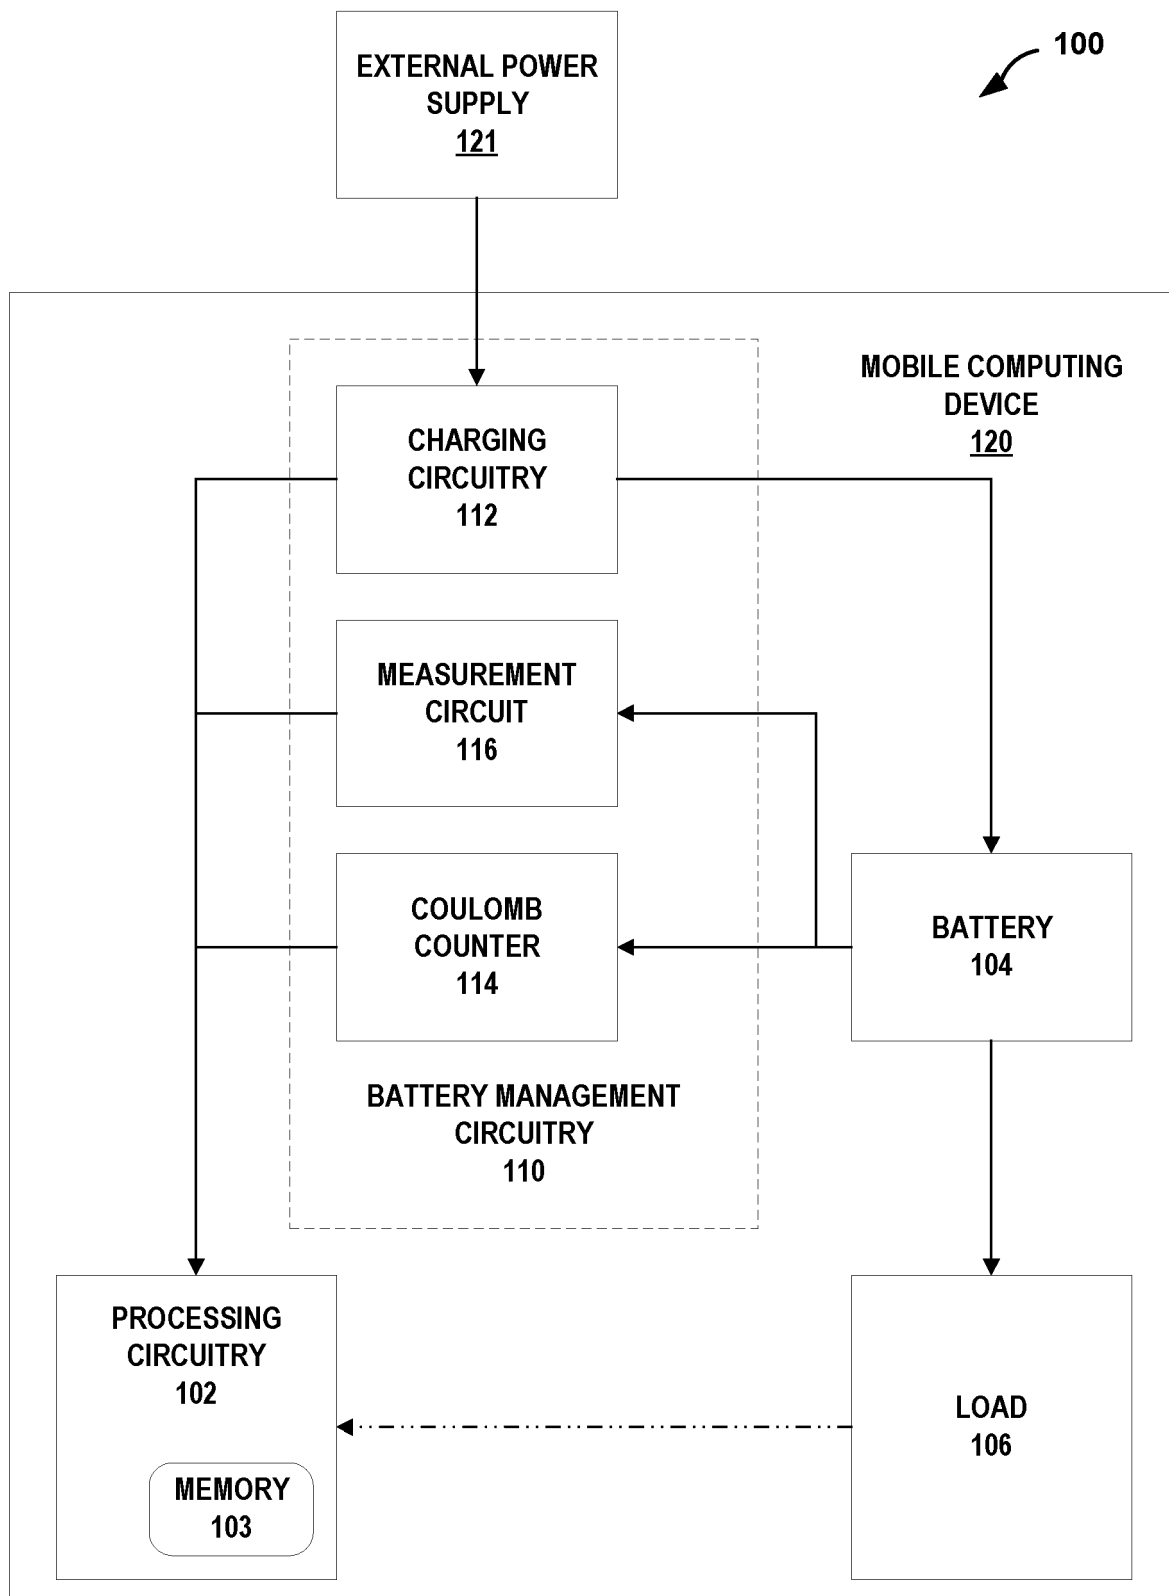 100
EXTERNAL POWER
SUPPLY
121
MOBILE COMPUTING
DEVICE
120
CHARGING
CIRCUITRY
112
MEASUREMENT
CIRCUIT
116
COULOMB
COUNTER
114
BATTERY
104
BATTERY MANAGEMENT
CIRCUITRY
110
PROCESSING
CIRCUITRY
102
MEMORY
103
LOAD
106